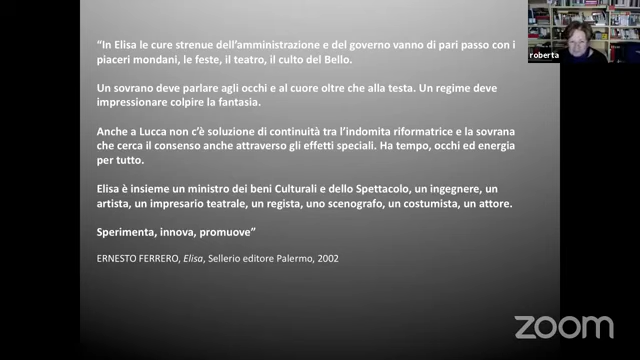 “In Elisa le cure strenue dell’amministrazione e del governo vanno di pari passo con i
piaceri mondani, le feste, il teatro, il culto del Bello.
Un sovrano deve parlare agli occhi e al cuore oltre che alla testa. Un regime deve
impressionare colpire la fantasia.
Anche a Lucca non c’è soluzione di continuità tra l’indomita riformatrice e la sovrana
che cerca il consenso anche attraverso gli effetti speciali. Ha tempo, occhi ed energia
per tutto.
Elisa è insieme un ministro dei beni Culturali e dello Spettacolo, un ingegnere, un
artista, un impresario teatrale, un regista, uno scenografo, un costumista, un attore.
Sperimenta, innova, promuove”
ERNESTO FERRERO, Elisa, Sellerio editore Palermo, 2002
roberta
zoom